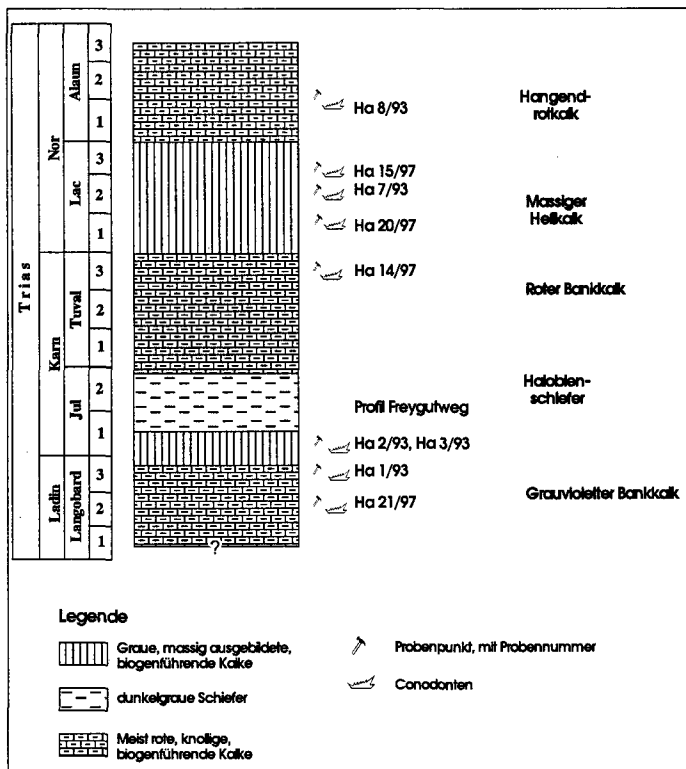 Trias
Nor
Karn
Ladin
Alaun
Lac
Tuval
Jul
Langobard
3
2
1
3
2
1
3
2
1
2
1
3
2
1
?
Ha 8/93
Ha 15/97
Ha 7/93
Ha 20/97
Ha 14/97
Profil Freygutweg
Ha 2/93, Ha 3/93
Ha 1/93
Ha 21/97
Hangend-
rotkalk
Massiger
Hellkalk
Roter Bankkalk
Halobien-
schiefer
Grauvioletter Bankkalk
Legende
Graue, massig ausgebildete,
biogenführende Kalke
dunkelgraue Schiefer
Meist rote, knollige,
biogenführende Kalke
Probenpunkt, mit Probennummer
Conodonten